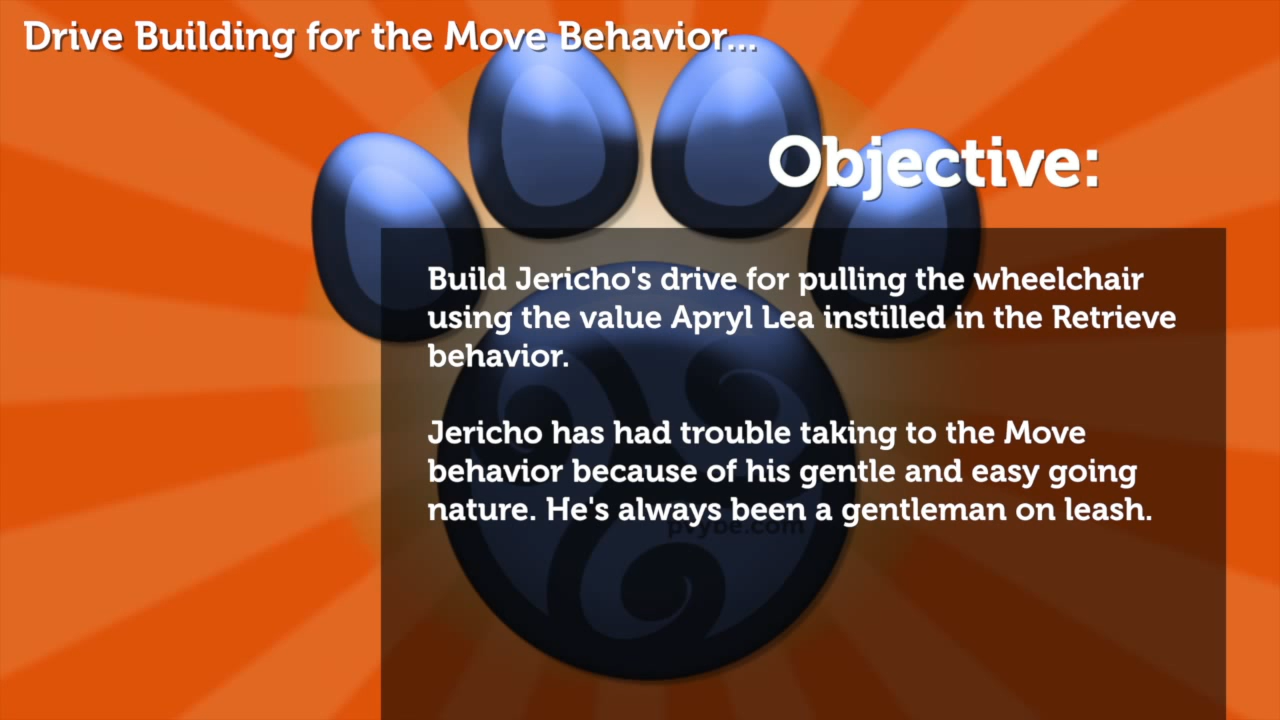 Drive Building for the Move Behavior...
Objective:
Build Jericho's drive for pulling the wheelchair
using the value Apryl Lea instilled in the Retrieve
behavior.
Jericho has had trouble taking to the Move
behavior because of his gentle and easy going
nature. He's always been a gentleman on leash.